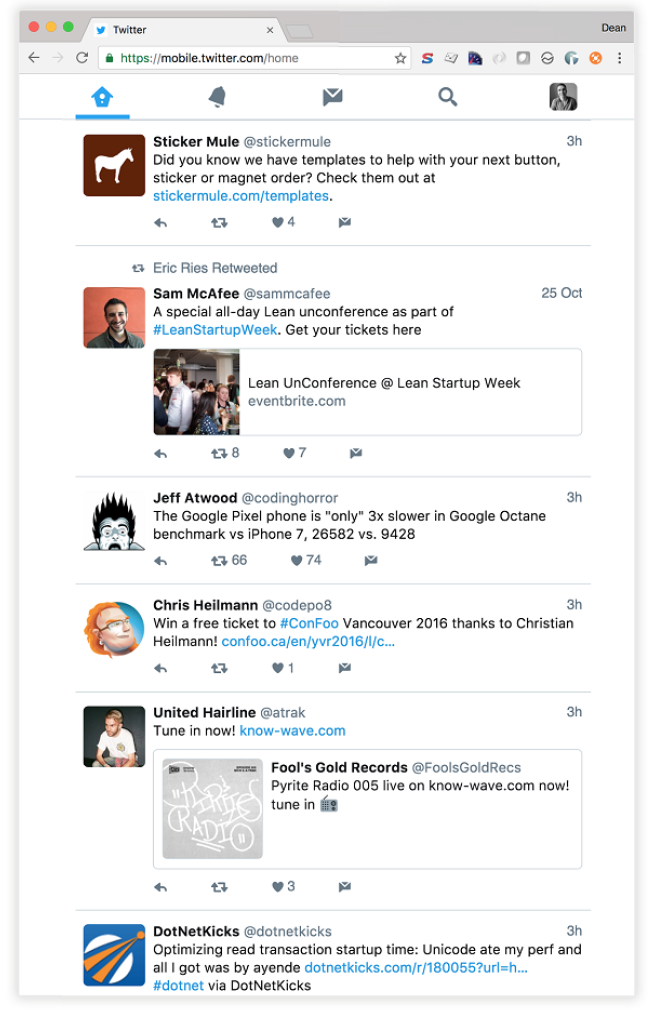 Twitter
Dean
https://mobile.twitter.com/home
Sticker Mule @stickermule 3h
Did you know we have templates to help with your next button,
sticker or magnet order? Check them out at
stickermule.com/templates.
4
Eric Ries Retweeted
Sam McAfee @sammcafee 25 Oct
A special all-day Lean unconference as part of
#LeanStartupWeek. Get your tickets here
Lean UnConference @ Lean Startup Week
eventbrite.com
8 7
Jeff Atwood @codinghorror 3h
The Google Pixel phone is "only" 3x slower in Google Octane
benchmark vs iPhone 7, 26582 vs. 9428
66 74
Chris Heilmann @codepo8 3h
Win a free ticket to #ConFoo Vancouver 2016 thanks to Christian
Heilmann! confoo.ca/en/yvr2016/l/c...
1
United Hairline @atrak 3h
Tune in now! know-wave.com
Fool's Gold Records @FoolsGoldRecs
Pyrite Radio 005 live on know-wave.com now!
tune in 📻
"PYRITE
RADIO"
3
DotNetKicks @dotnetkicks 3h
Optimizing read transaction startup time: Unicode ate my perf and
all I got was by ayende dotnetkicks.com/r/180055?url=h...
#dotnet via DotNetKicks